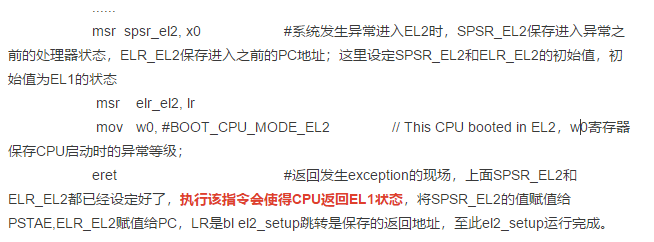 ……
msr spsr_el2, x0 #系统发生异常进入EL2时，SPSR_EL2保存进入异常之
前的处理器状态，ELR_EL2保存进入之前的PC地址；这里设定SPSR_EL2和ELR_EL2的初始值，初
始值为EL1的状态
msr elr_el2, lr
mov w0, #BOOT_CPU_MODE_EL2 // This CPU booted in EL2，w0寄存器
保存CPU启动时的异常等级；
eret #返回发生exception的现场，上面SPSR_EL2和
ELR_EL2都已经设定好了，执行该指令会使得CPU返回EL1状态，将SPSR_EL2的值赋值给
PSTAE,ELR_EL2赋值给PC，LR是bl el2_setup跳转是保存的返回地址，至此el2_setup运行完成。